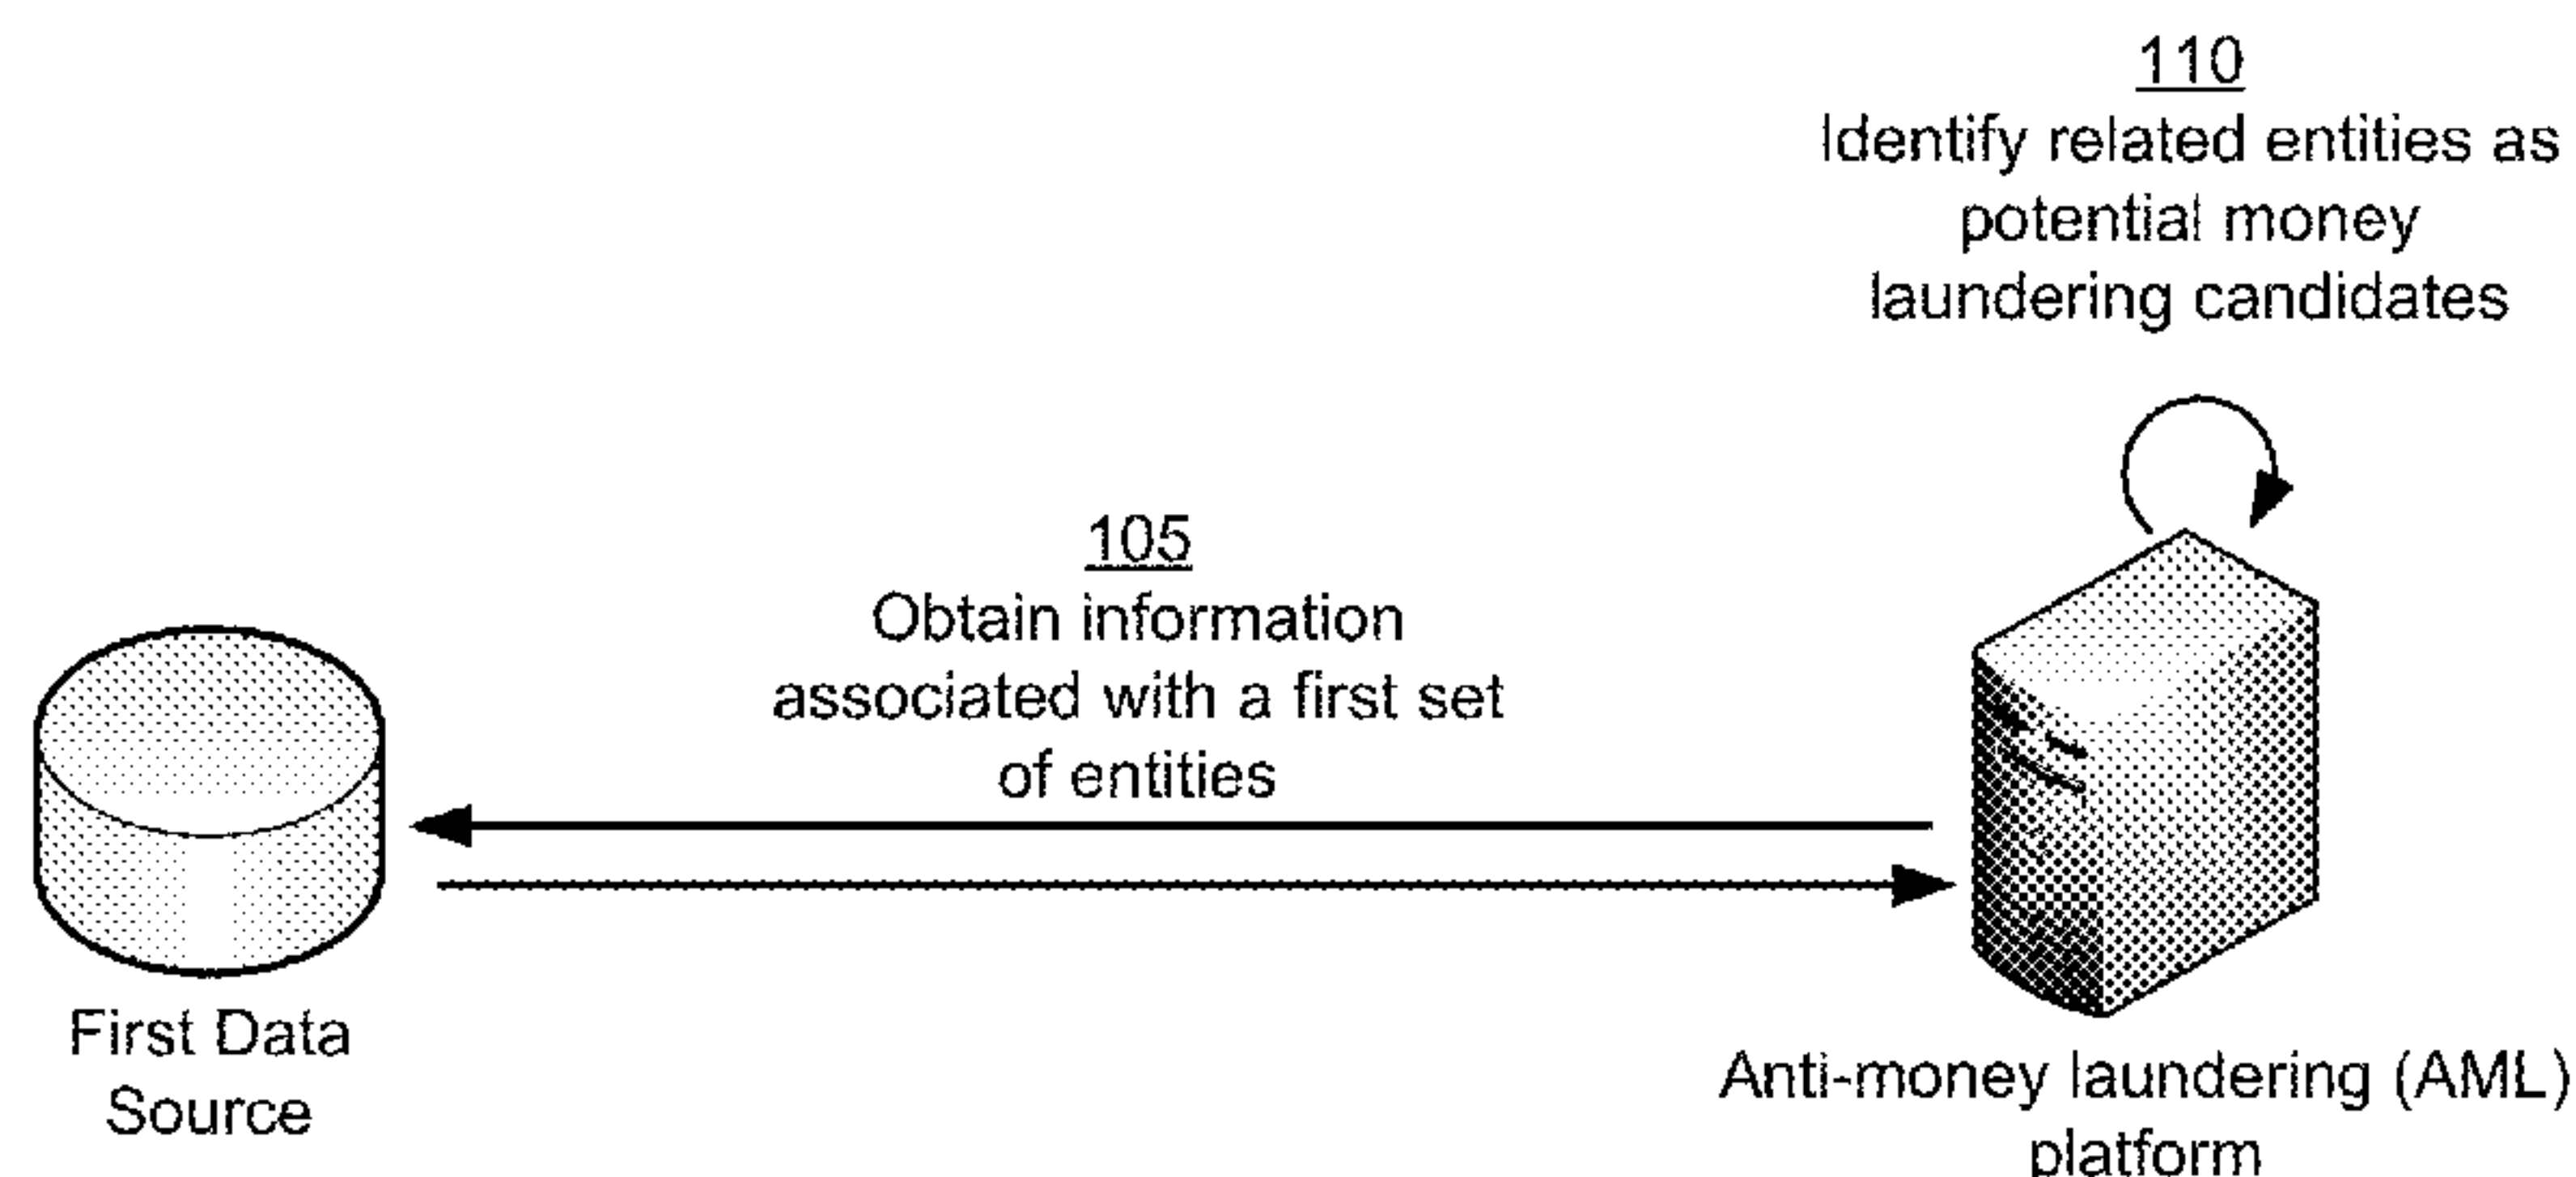 110
Identify related entities as
potential money
laundering candidates
105
Obtain information
associated with a first set
of entities
First Data
Source
Anti-money laundering (AML)
platform